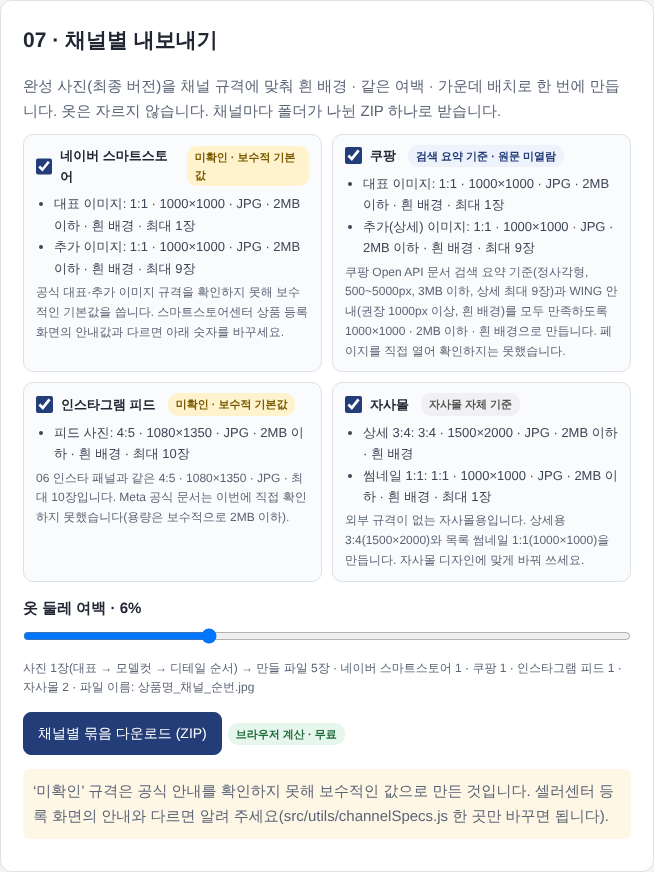 07 · 채널별 내보내기
완성 사진(최종 버전)을 채널 규격에 맞춰 흰 배경 · 같은 여백 · 가운데 배치로 한 번에 만듭
니다. 옷은 자르지 않습니다. 채널마다 폴더가 나뉜 ZIP 하나로 받습니다.
네이버 스마트스토
어
미확인 · 보수적 기본
값
• 대표 이미지: 1:1 · 1000×1000 · JPG · 2MB
이하 · 흰 배경 · 최대 1장
• 추가 이미지: 1:1 · 1000×1000 · JPG · 2MB
이하 · 흰 배경 · 최대 9장
공식 대표·추가 이미지 규격을 확인하지 못해 보수
적인 기본값을 씁니다. 스마트스토어센터 상품 등록
화면의 안내값과 다르면 아래 숫자를 바꾸세요.
쿠팡
검색 요약 기준 · 원문 미열람
• 대표 이미지: 1:1 · 1000×1000 · JPG · 2MB
이하 · 흰 배경 · 최대 1장
• 추가(상세) 이미지: 1:1 · 1000×1000 · JPG ·
2MB 이하 · 흰 배경 · 최대 9장
쿠팡 Open API 문서 검색 요약 기준(정사각형,
500~5000px, 3MB 이하, 상세 최대 9장)과 WING 안
내(권장 1000px 이상, 흰 배경)를 모두 만족하도록
1000×1000 · 2MB 이하 · 흰 배경으로 만듭니다. 페
이지를 직접 열어 확인하지는 못했습니다.
인스타그램 피드
미확인 · 보수적 기본값
• 피드 사진: 4:5 · 1080×1350 · JPG · 2MB 이
하 · 흰 배경 · 최대 10장
06 인스타 패널과 같은 4:5 · 1080×1350 · JPG · 최
대 10장입니다. Meta 공식 문서는 이번에 직접 확인
하지 못했습니다(용량은 보수적으로 2MB 이하).
자사몰
자사몰 자체 기준
• 상세 3:4: 3:4 · 1500×2000 · JPG · 2MB 이하
· 흰 배경
• 썸네일 1:1: 1:1 · 1000×1000 · JPG · 2MB 이
하 · 흰 배경 · 최대 1장
외부 규격이 없는 자사몰용입니다. 상세용
3:4(1500×2000)와 목록 썸네일 1:1(1000×1000)을
만듭니다. 자사몰 디자인에 맞게 바꿔 쓰세요.
옷 둘레 여백 · 6%
사진 1장(대표 → 모델컷 → 디테일 순서) → 만들 파일 5장 · 네이버 스마트스토어 1 · 쿠팡 1 · 인스타그램 피드 1 ·
자사몰 2 · 파일 이름: 상품명_채널_순번.jpg
채널별 묶음 다운로드 (ZIP)
브라우저 계산 · 무료
‘미확인’ 규격은 공식 안내를 확인하지 못해 보수적인 값으로 만든 것입니다. 셀러센터 등
록 화면의 안내와 다르면 알려 주세요(src/utils/channelSpecs.js 한 곳만 바꾸면 됩니다).